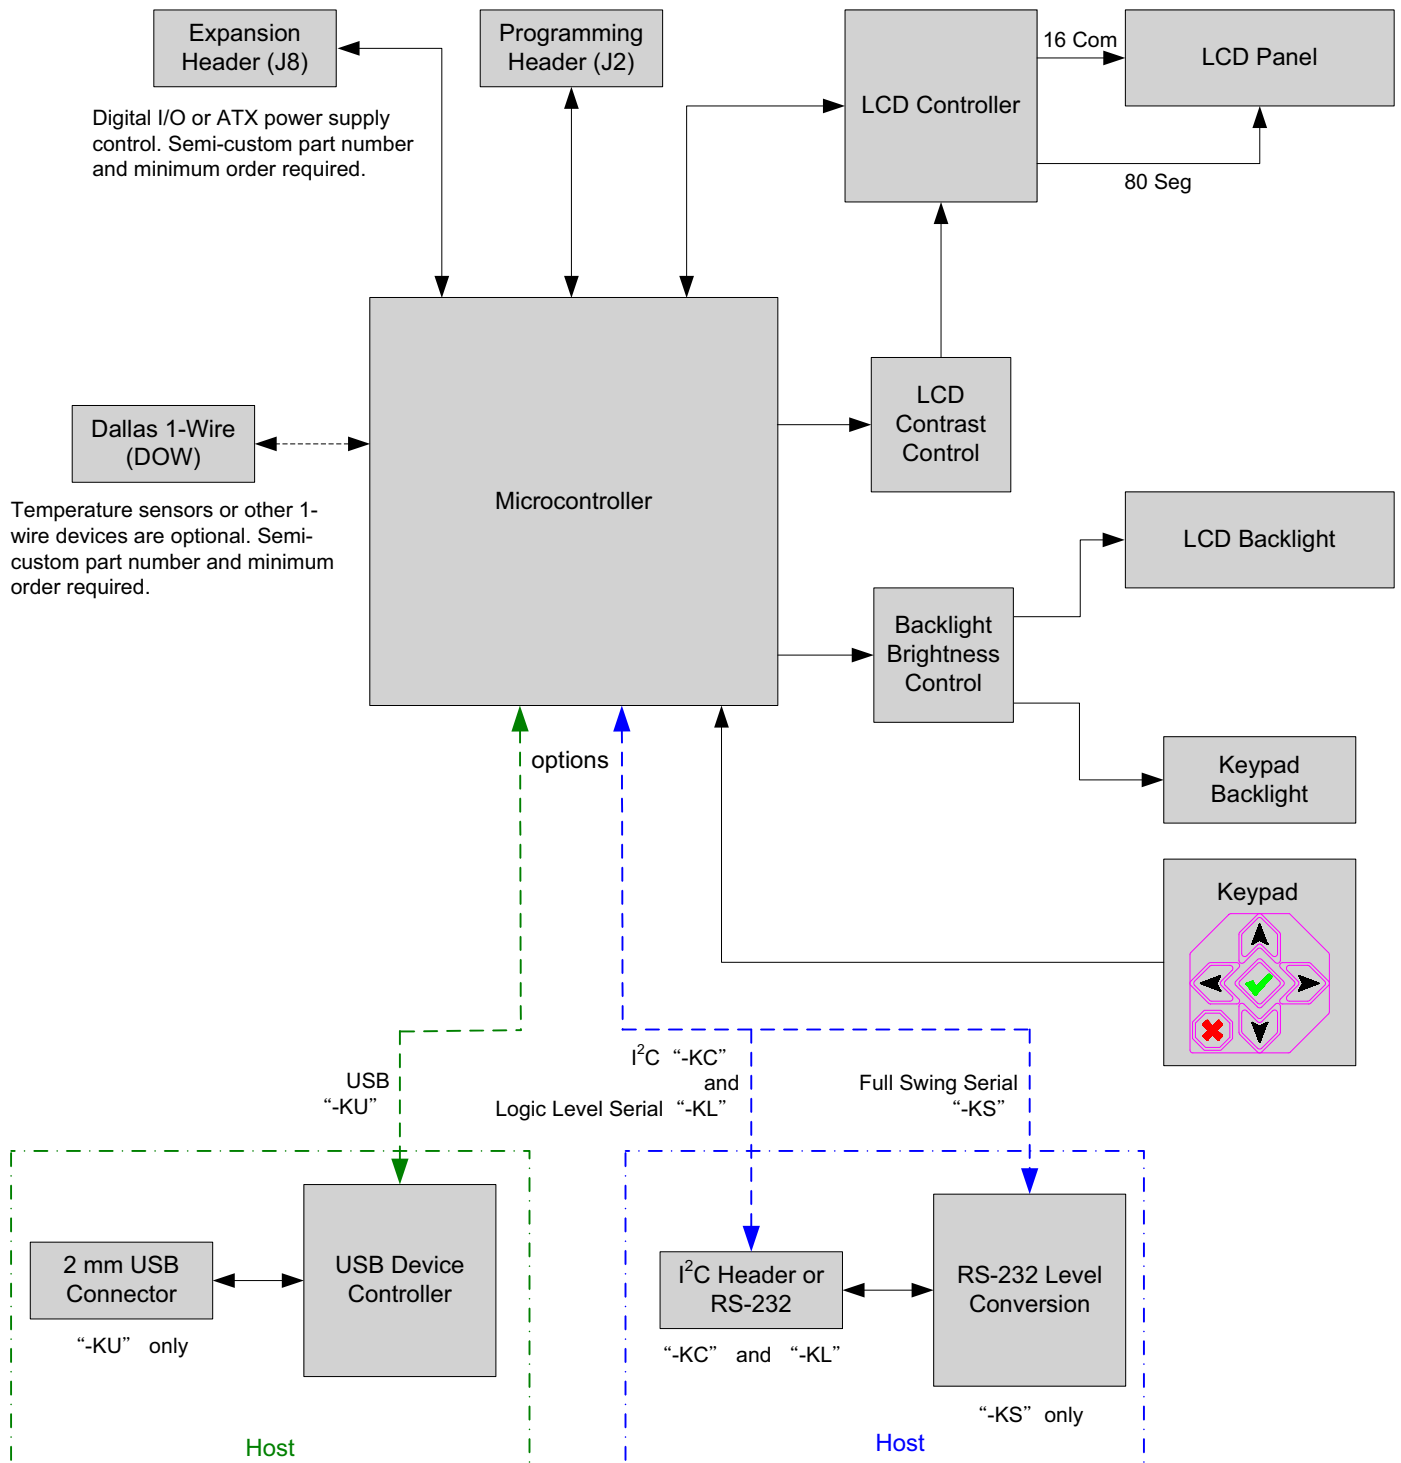 Expansion
Header (J8)
Programming
Header (J2)
LCD Controller
16 Com
LCD Panel
80 Seg
Digital I/O or ATX power supply
control. Semi-custom part number
and minimum order required.
LCD
Contrast
Control
Dallas 1-Wire
(DOW)
Microcontroller
Temperature sensors or other 1-
wire devices are optional. Semi-
custom part number and minimum
order required.
LCD Backlight
Backlight
Brightness
Control
options
Keypad
Backlight
Keypad
USB
“-KU”
I²C “-KC”
and
Logic Level Serial “-KL”
Full Swing Serial
“-KS”
2 mm USB
Connector
USB Device
Controller
“-KU” only
Host
I²C Header or
RS-232
RS-232 Level
Conversion
“-KC” and “-KL”
“-KS” only
Host